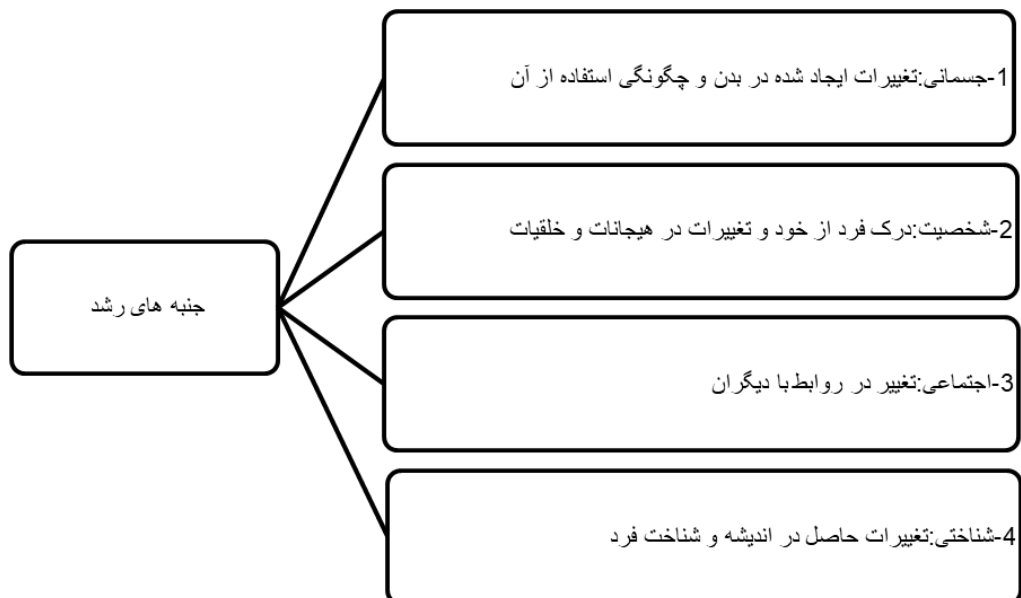 جنبه های رشد
1-جسمانی:تغییرات ایجاد شده در بدن و چگونگی استفاده از آن
2-شخصیت:درک فرد از خود و تغییرات در هیجانات و خلقیات
3-اجتماعی:تغییر در روابط با دیگران
4-شناختی:تغییرات حاصل در اندیشه و شناخت فرد